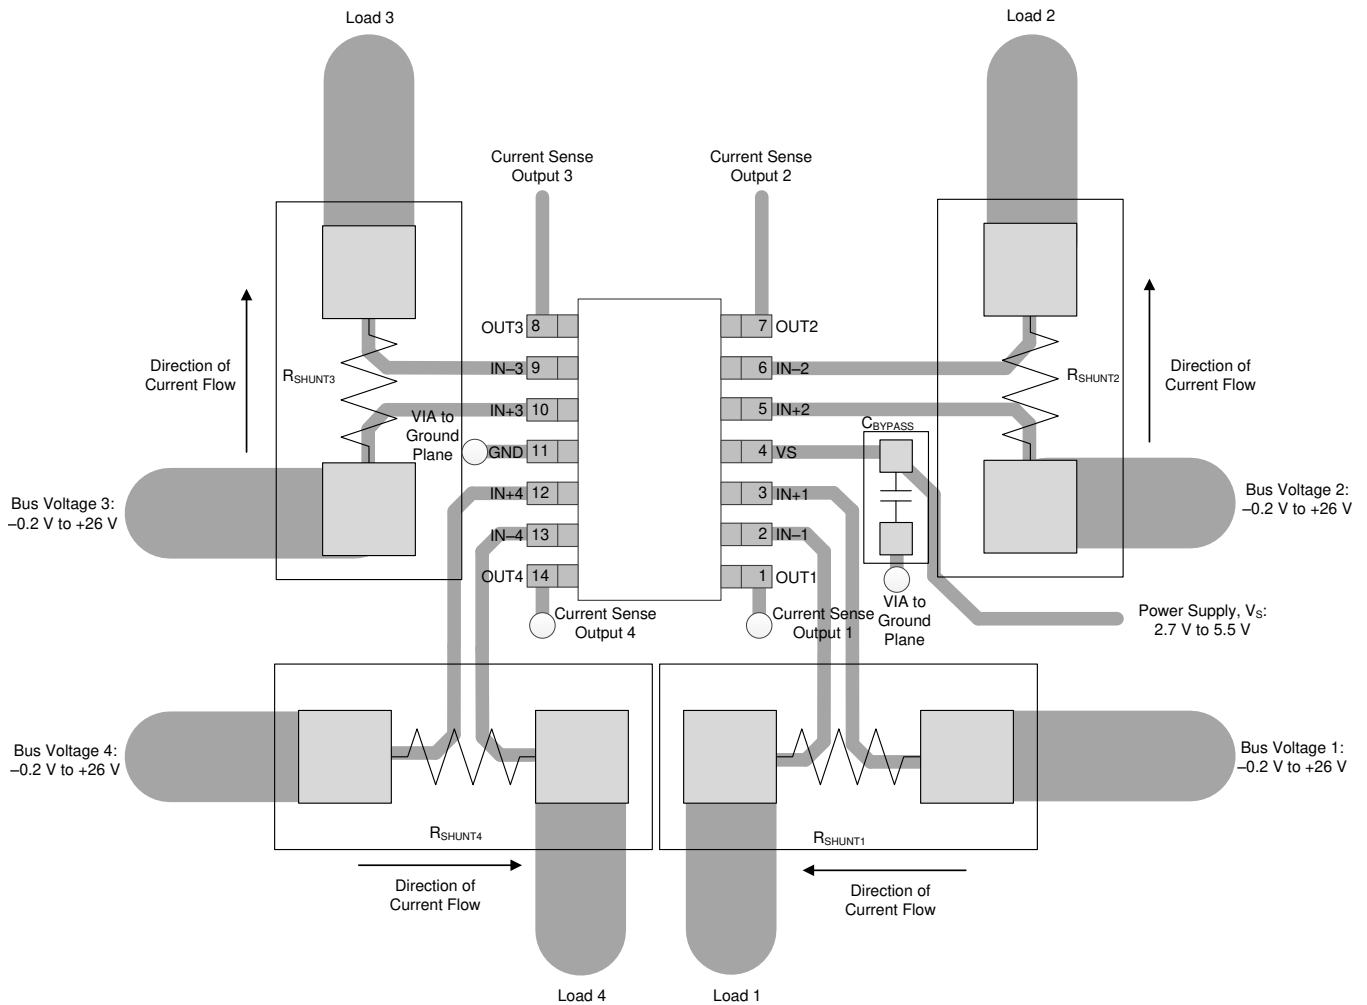 Load 3
Load 2
Current Sense
Output 3
Current Sense
Output 2
OUT3 8
7 OUT2
IN–3 9
6 IN–2
Direction of
Current Flow
RSHUNT3
RSHUNT2
Direction of
Current Flow
IN+3 10
5 IN+2
VIA to
Ground
Plane
CBYPASS
GND 11
4 VS
IN+4 12
3 IN+1
Bus Voltage 3:
–0.2 V to +26 V
Bus Voltage 2:
–0.2 V to +26 V
IN–4 13
2 IN–1
OUT4 14
1 OUT1
Current Sense
Output 4
Current Sense
Output 1
VIA to
Ground
Plane
Power Supply, VS:
2.7 V to 5.5 V
Bus Voltage 4:
–0.2 V to +26 V
Bus Voltage 1:
–0.2 V to +26 V
RSHUNT4
RSHUNT1
Direction of
Current Flow
Direction of
Current Flow
Load 4
Load 1